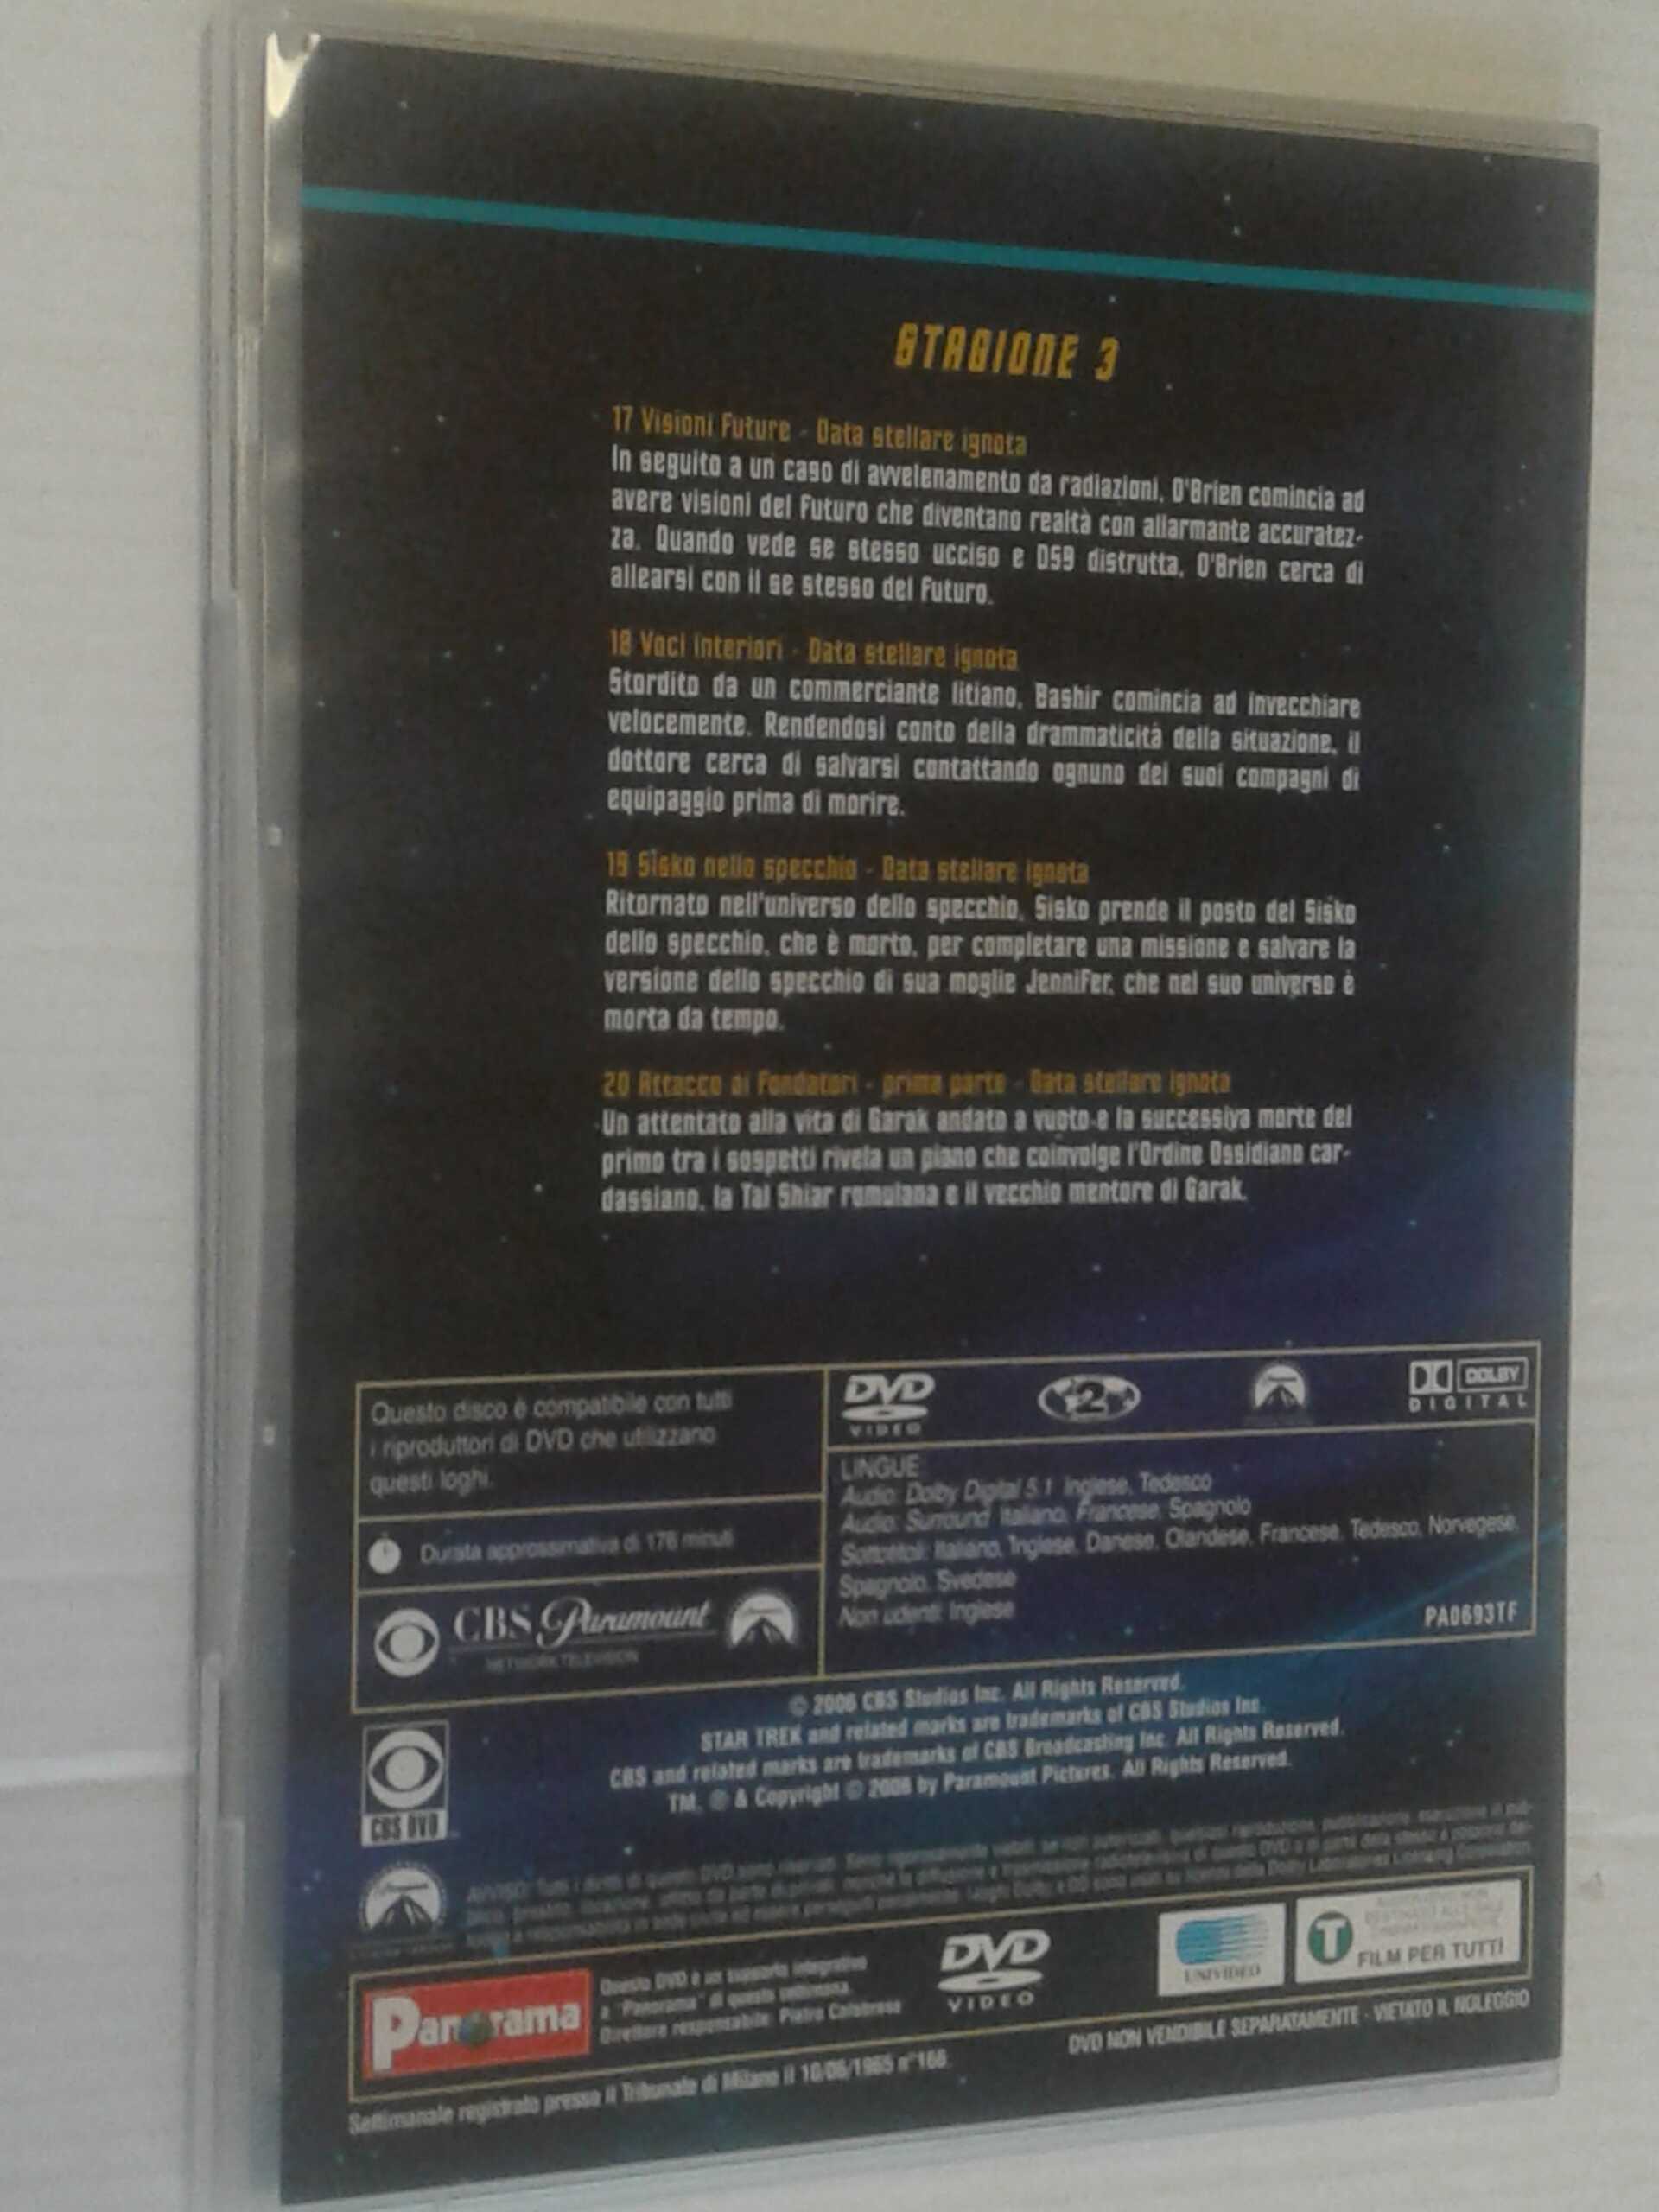 STAGIONE 3
17 Visioni Future - Data stellare ignota
In seguito a un caso di avvelenamento da radiazioni, O'Brien comincia ad
avere visioni del Futuro che diventano realtà con allarmante accuratez-
za. Quando vede se stesso ucciso e DS9 distrutta, O'Brien cerca di
allearsi con il se stesso del Futuro.
18 Voci interiori - Data stellare ignota
Stordito da un commerciante litiano, Bashir comincia ad invecchiare
velocemente. Rendendosi conto della drammaticità della situazione, il
dottore cerca di salvarsi contattando ognuno dei suoi compagni di
equipaggio prima di morire.
19 Sisko nello specchio - Data stellare ignota
Ritornato nell'universo dello specchio, Sisko prende il posto del Sisko
dello specchio, che è morto, per completare una missione e salvare la
versione dello specchio di sua moglie Jennifer, che nel suo universo è
morta da tempo.
20 Attacco ai Fondatori - prima parte - Data stellare ignota
Un attentato alla vita di Garak andato a vuoto e la successiva morte del
primo tra i sospetti rivela un piano che coinvolge l'Ordine Ossidiano car-
dassiano, la Tal Shiar romulana e il vecchio mentore di Garak.
Questo disco è compatibile con tutti
i riproduttori di DVD che utilizzano
questi loghi.
Durata approssimativa di 176 minuti
CBS Paramount
NETWORK TELEVISION
DVD
VIDEO
2
DOLBY
DIGITAL
LINGUE
Audio: Dolby Digital 5.1 Inglese, Tedesco
Audio: Surround Italiano, Francese, Spagnolo
Sottotitoli: Italiano, Inglese, Danese, Olandese, Francese, Tedesco, Norvegese,
Spagnolo, Svedese
Non udenti: Inglese
PA0693TF
© 2006 CBS Studios Inc. All Rights Reserved.
STAR TREK and related marks are trademarks of CBS Studios Inc.
CBS and related marks are trademarks of CBS Broadcasting Inc. All Rights Reserved.
TM, ® & Copyright © 2006 by Paramount Pictures. All Rights Reserved.
CBS DVD
AVVISO: Tutti i diritti di questo DVD sono riservati.
Panorama
Questo DVD è un supporto integrativo
a "Panorama" di questa settimana.
Direttore responsabile: Pietro Calabrese
DVD
VIDEO
UNIVIDEO
T
FILM PER TUTTI
DVD NON VENDIBILE SEPARATAMENTE - VIETATO IL NOLEGGIO
Settimanale registrato presso il Tribunale di Milano il 10/06/1965 n°166